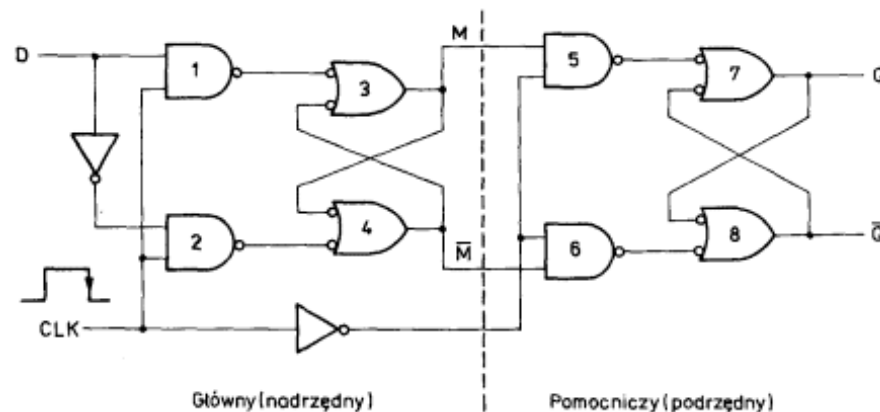 D
1
2
3
4
M
M̅
CLK
5
6
7
8
Q
Q̅
Główny (nadrzędny)
Pomocniczy (podrzędny)